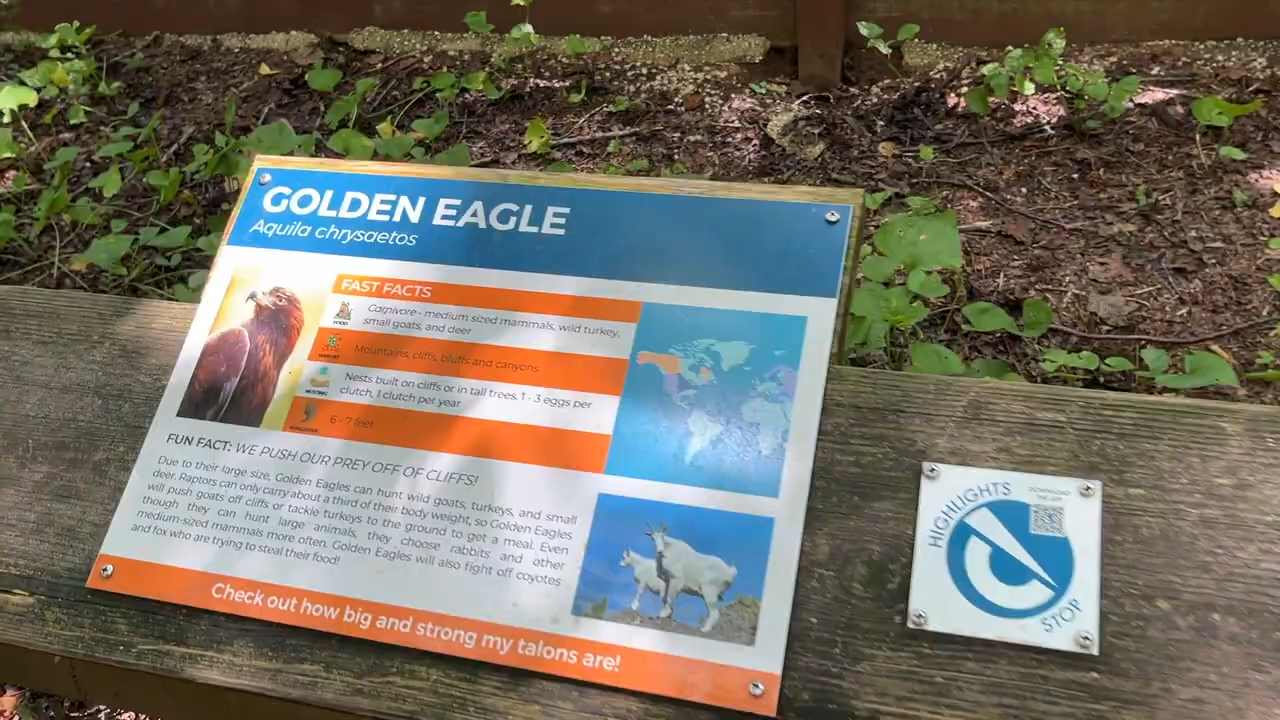 GOLDEN EAGLE
Aquila chrysaetos
FAST FACTS
FOOD
Carnivore - medium sized mammals, wild turkey,
small goats, and deer
HABITAT
Mountains, cliffs, bluffs and canyons
NESTING
Nests built on cliffs or in tall trees. 1 - 3 eggs per
clutch, 1 clutch per year
WINGSPAN
6 - 7 feet
FUN FACT: WE PUSH OUR PREY OFF OF CLIFFS!
Due to their large size, Golden Eagles can hunt wild goats, turkeys, and small
deer. Raptors can only carry about a third of their body weight, so Golden Eagles
will push goats off cliffs or tackle turkeys to the ground to get a meal. Even
though they can hunt large animals, they choose rabbits and other
medium-sized mammals more often. Golden Eagles will also fight off coyotes
and fox who are trying to steal their food!
Check out how big and strong my talons are!
HIGHLIGHTS
DOWNLOAD
THE APP
STOP